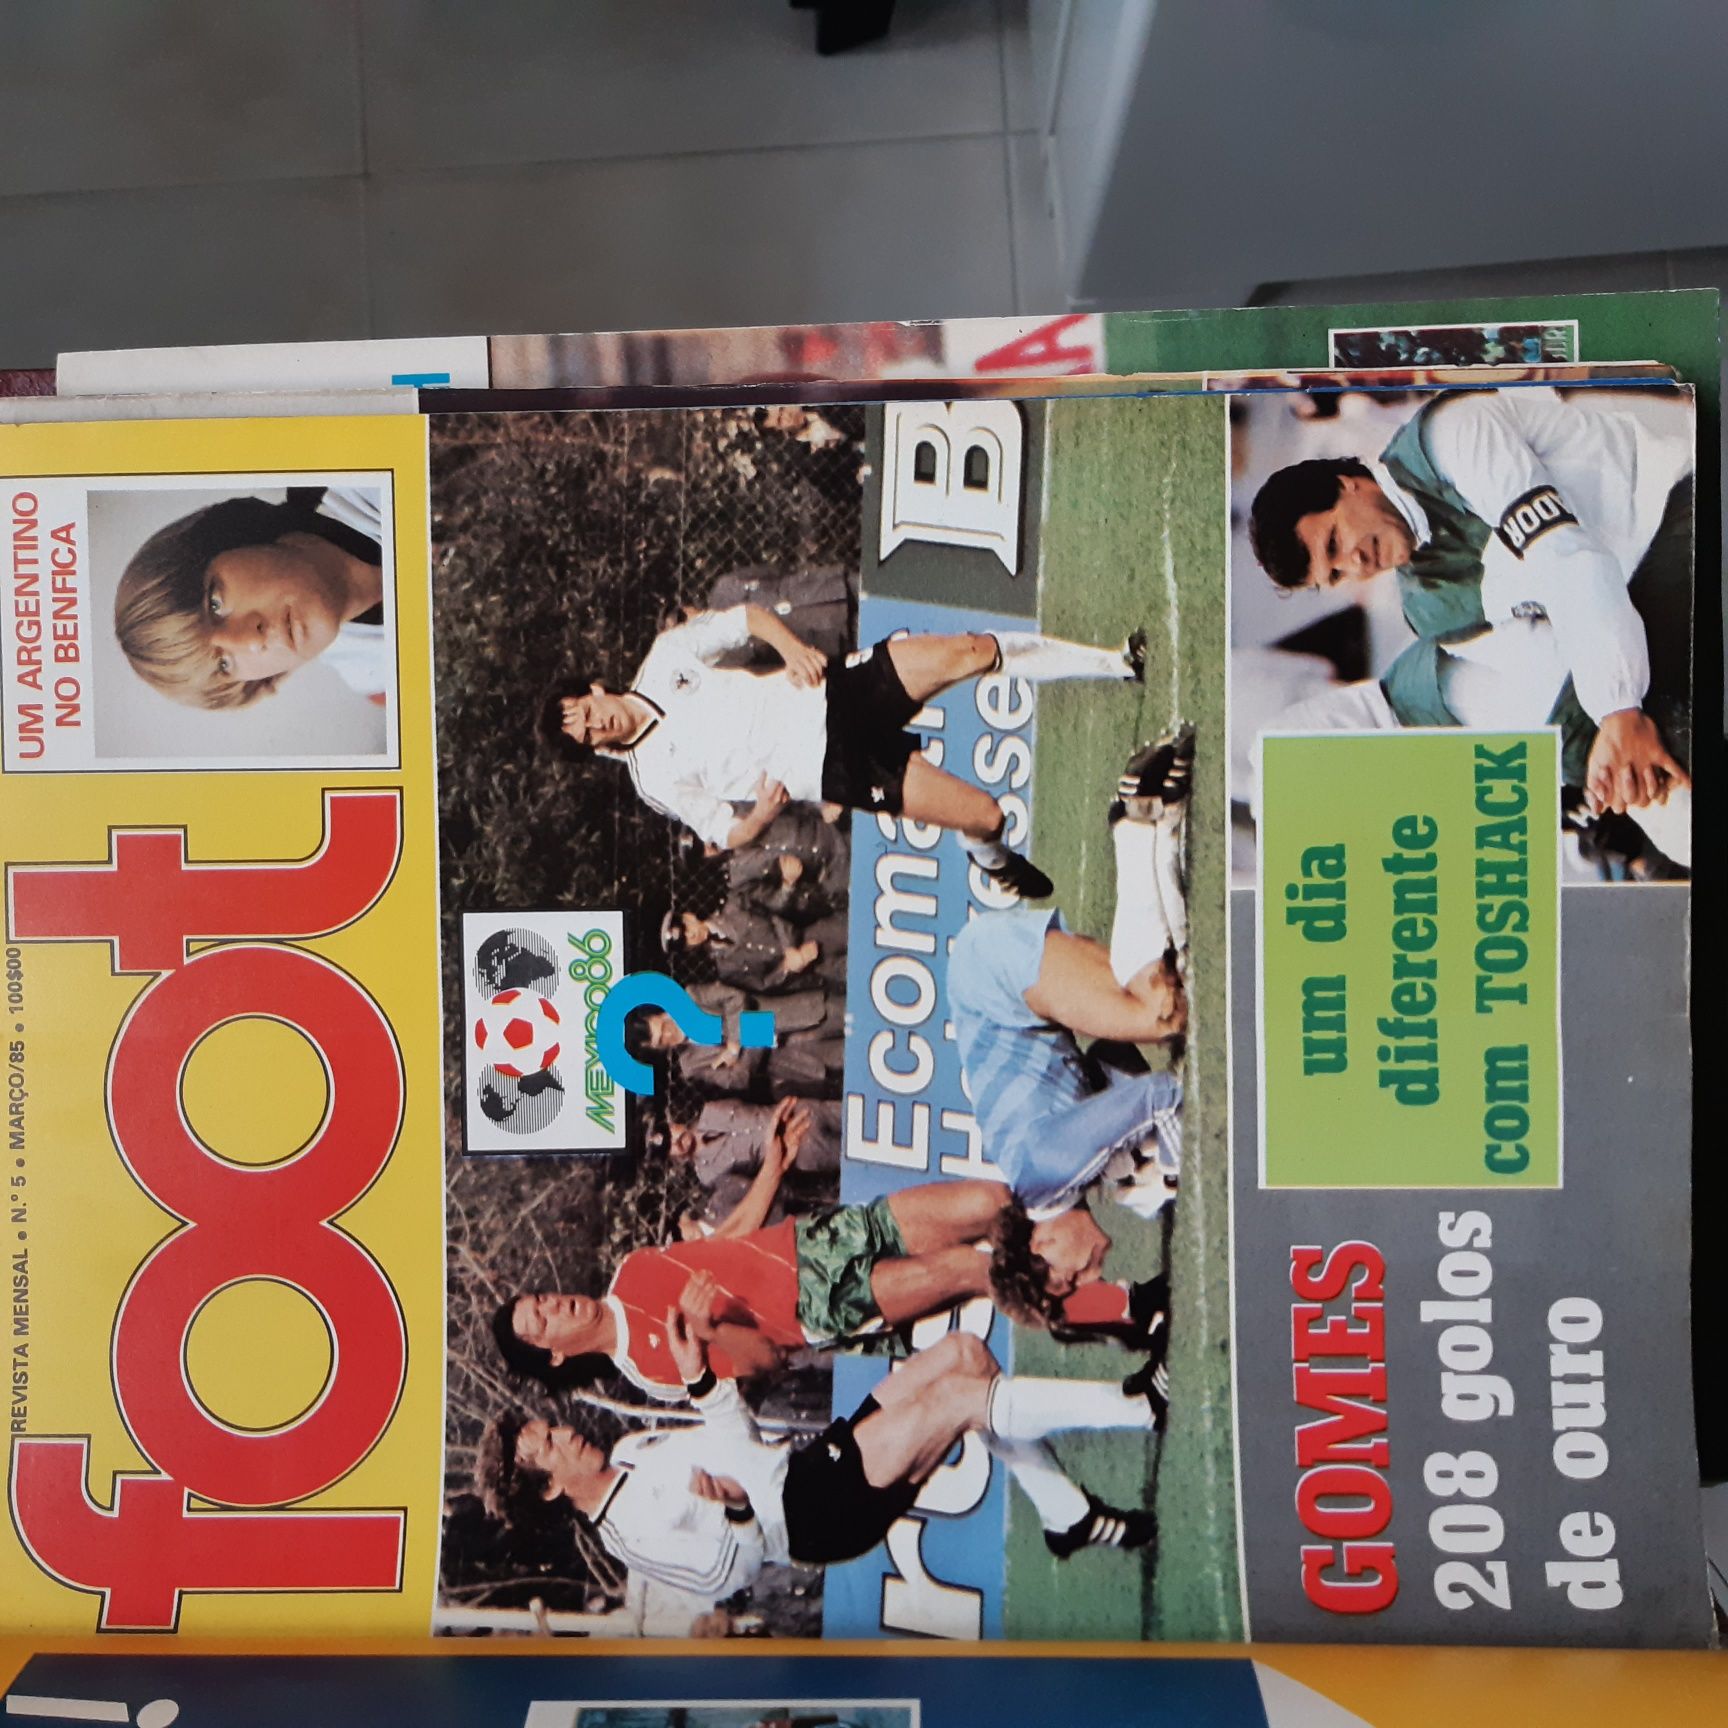 REVISTA MENSAL • N.º 5 • MARÇO/85 • 100$00
foot
UM ARGENTINO
NO BENFICA
MEXICO86
?
Ecoma
B
GOMES
208 golos
de ouro
um dia
diferente
com TOSHACK
A
!